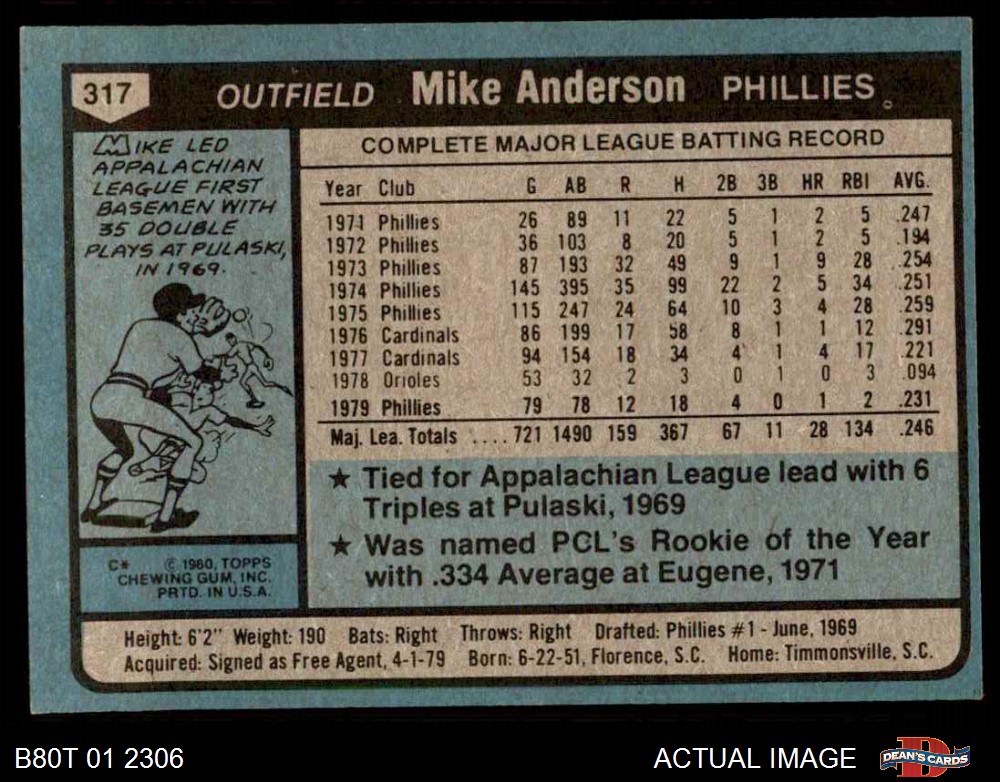 317 OUTFIELD Mike Anderson PHILLIES
MIKE LED
APPALACHIAN
LEAGUE FIRST
BASEMEN WITH
35 DOUBLE
PLAYS AT PULASKI,
IN 1969.
C* © 1980, TOPPS
CHEWING GUM, INC.
PRTD. IN U.S.A.
COMPLETE MAJOR LEAGUE BATTING RECORD
Year Club G AB R H 2B 3B HR RBI AVG.
1971 Phillies 26 89 11 22 5 1 2 5 .247
1972 Phillies 36 103 8 20 5 1 2 5 .194
1973 Phillies 87 193 32 49 9 1 9 28 .254
1974 Phillies 145 395 35 99 22 2 5 34 .251
1975 Phillies 115 247 24 64 10 3 4 28 .259
1976 Cardinals 86 199 17 58 8 1 1 12 .291
1977 Cardinals 94 154 18 34 4 1 4 17 .221
1978 Orioles 53 32 2 3 0 1 0 3 .094
1979 Phillies 79 78 12 18 4 0 1 2 .231
Maj. Lea. Totals .... 721 1490 159 367 67 11 28 134 .246
★ Tied for Appalachian League lead with 6
Triples at Pulaski, 1969
★ Was named PCL's Rookie of the Year
with .334 Average at Eugene, 1971
Height: 6'2" Weight: 190 Bats: Right Throws: Right Drafted: Phillies #1 - June, 1969
Acquired: Signed as Free Agent, 4-1-79 Born: 6-22-51, Florence, S.C. Home: Timmonsville, S.C.
B80T 01 2306 ACTUAL IMAGE DEAN'S CARDS